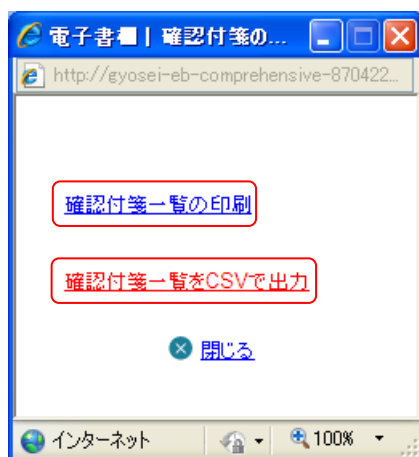 電子書棚 | 確認付箋の...
http://gyosei-eb-comprehensive-870422...
確認付箋一覧の印刷
確認付箋一覧をCSVで出力
閉じる
インターネット
100%